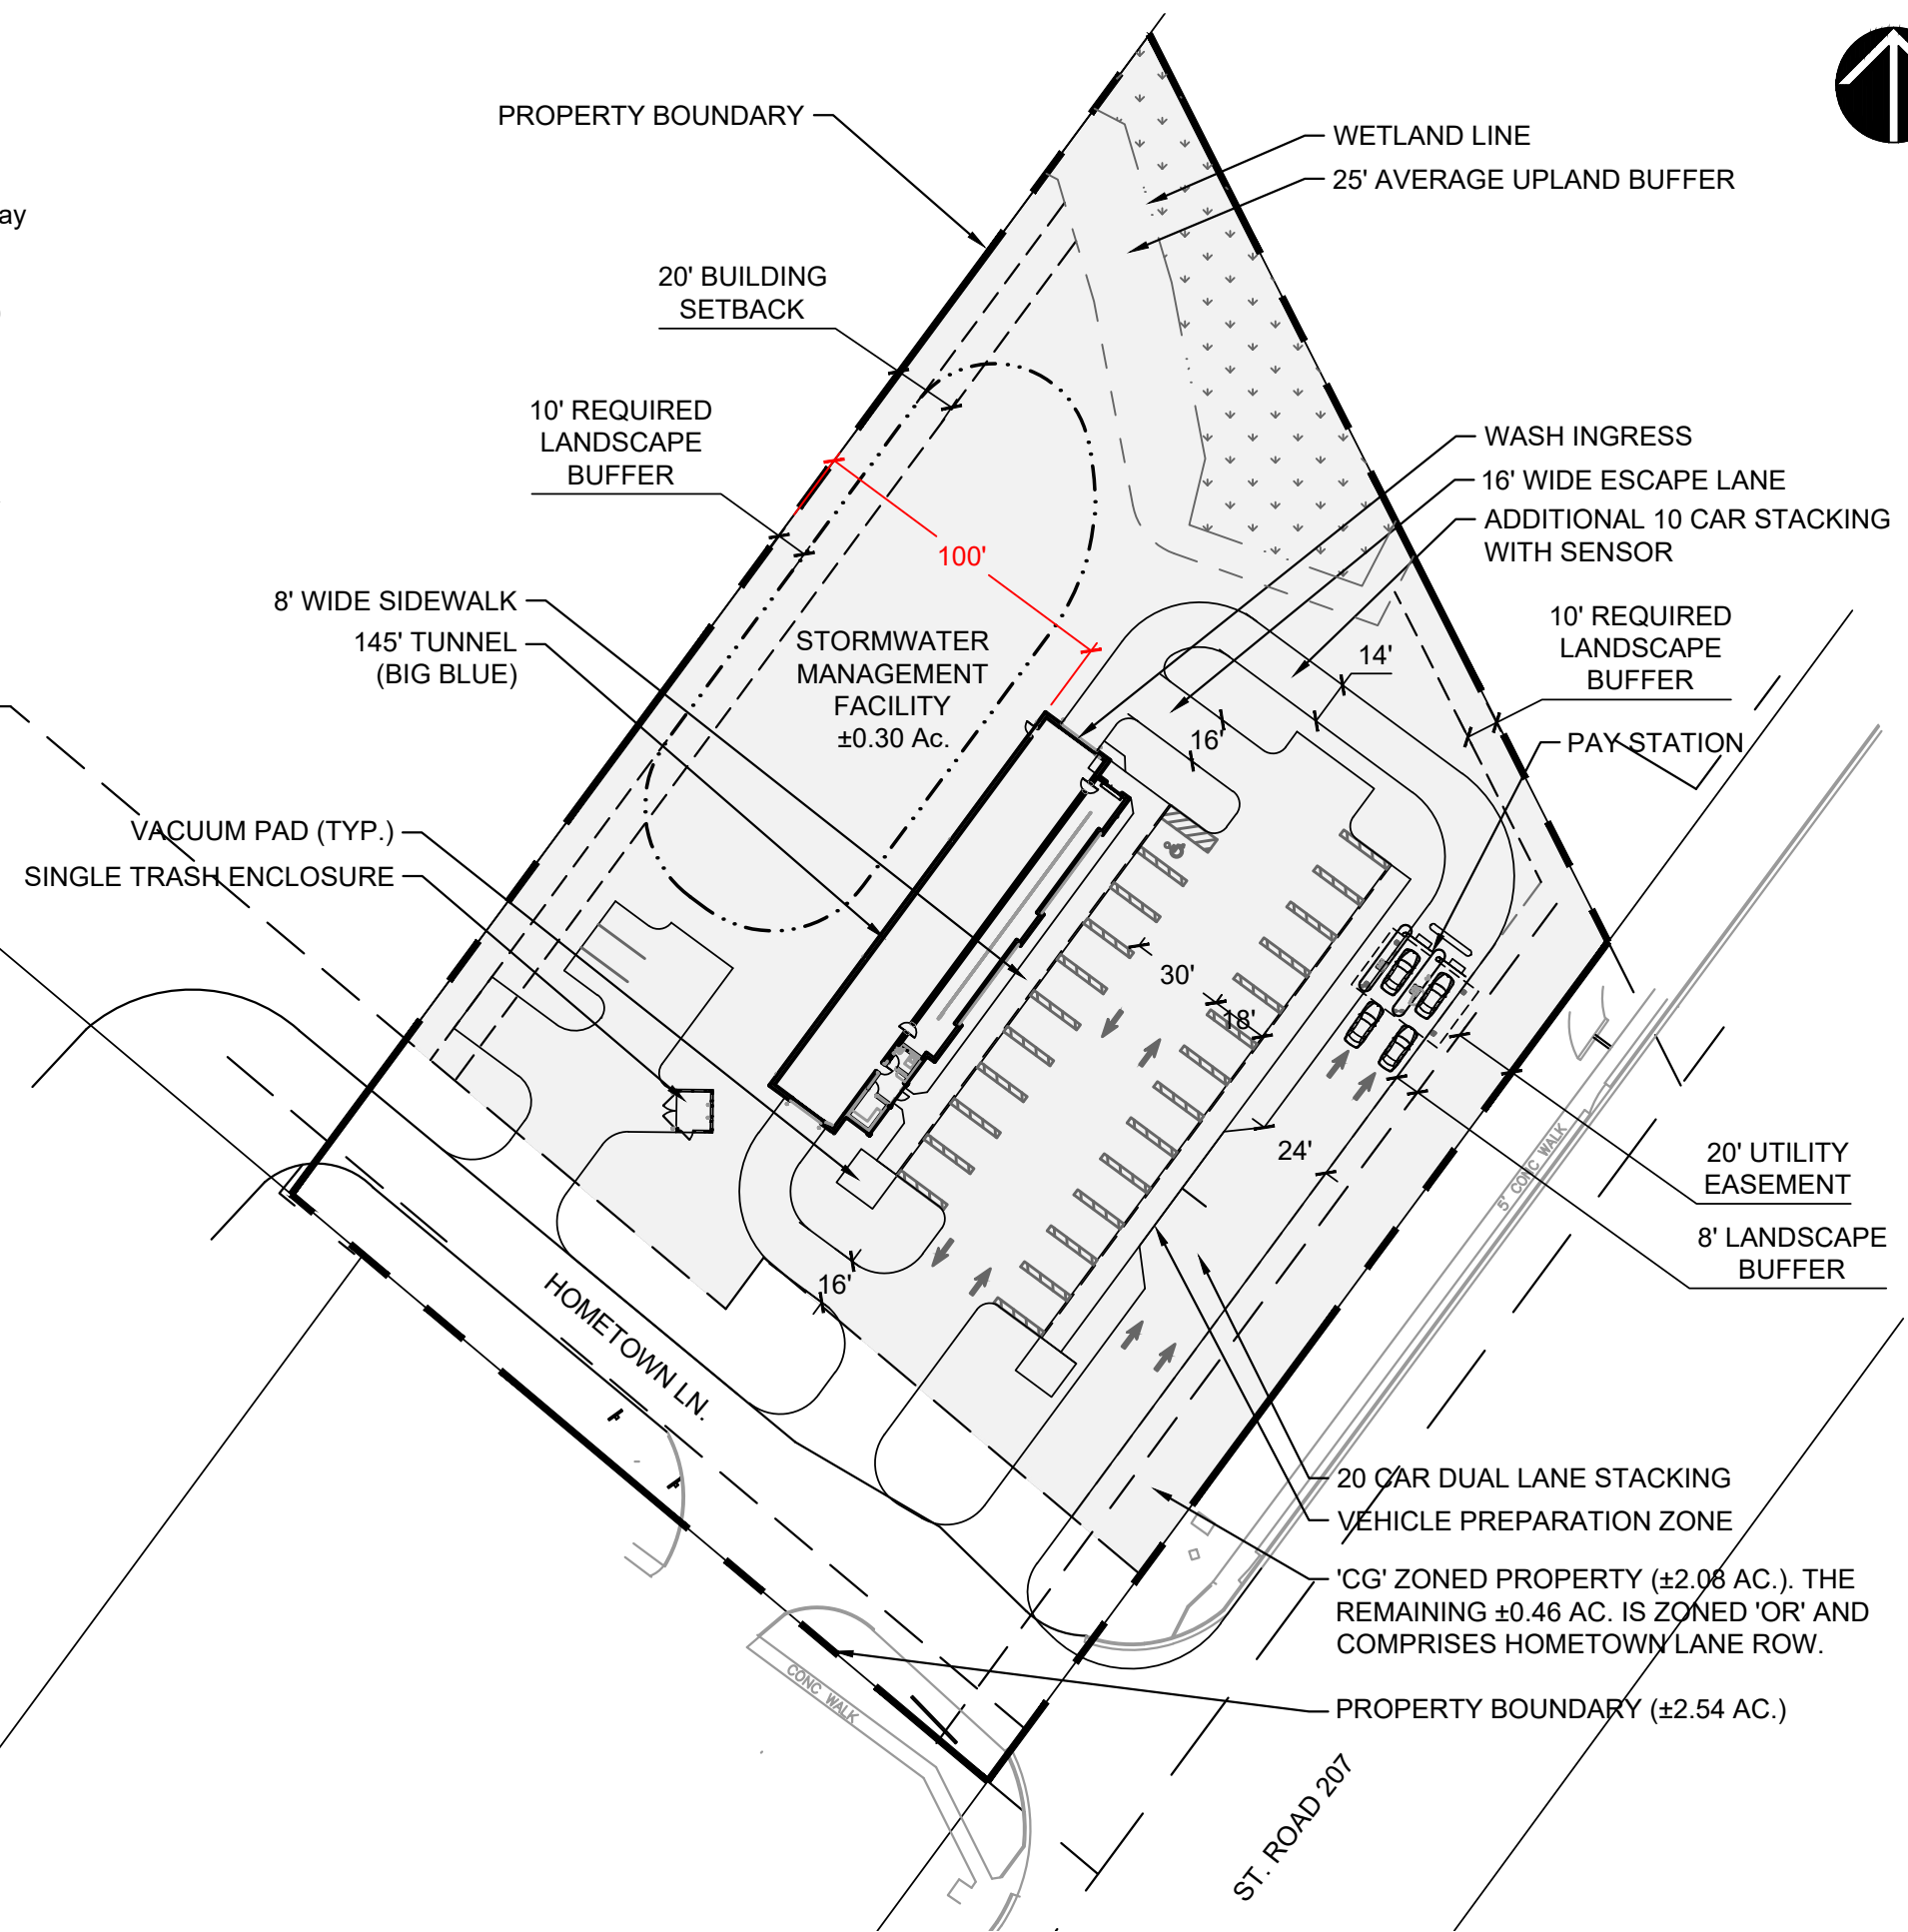 PROPERTY BOUNDARY
WETLAND LINE
25' AVERAGE UPLAND BUFFER
ay
20' BUILDING
SETBACK
10' REQUIRED
LANDSCAPE
BUFFER
WASH INGRESS
16' WIDE ESCAPE LANE
ADDITIONAL 10 CAR STACKING
WITH SENSOR
100'
8' WIDE SIDEWALK
145' TUNNEL
(BIG BLUE)
STORMWATER
MANAGEMENT
FACILITY
±0.30 Ac.
10' REQUIRED
LANDSCAPE
BUFFER
14'
16'
PAY STATION
VACUUM PAD (TYP.)
SINGLE TRASH ENCLOSURE
30'
18'
24'
20' UTILITY
EASEMENT
5' CONC WALK
8' LANDSCAPE
BUFFER
16'
HOMETOWN LN.
20 CAR DUAL LANE STACKING
VEHICLE PREPARATION ZONE
'CG' ZONED PROPERTY (±2.08 AC.). THE
REMAINING ±0.46 AC. IS ZONED 'OR' AND
COMPRISES HOMETOWN LANE ROW.
CONC WALK
PROPERTY BOUNDARY (±2.54 AC.)
ST. ROAD 207